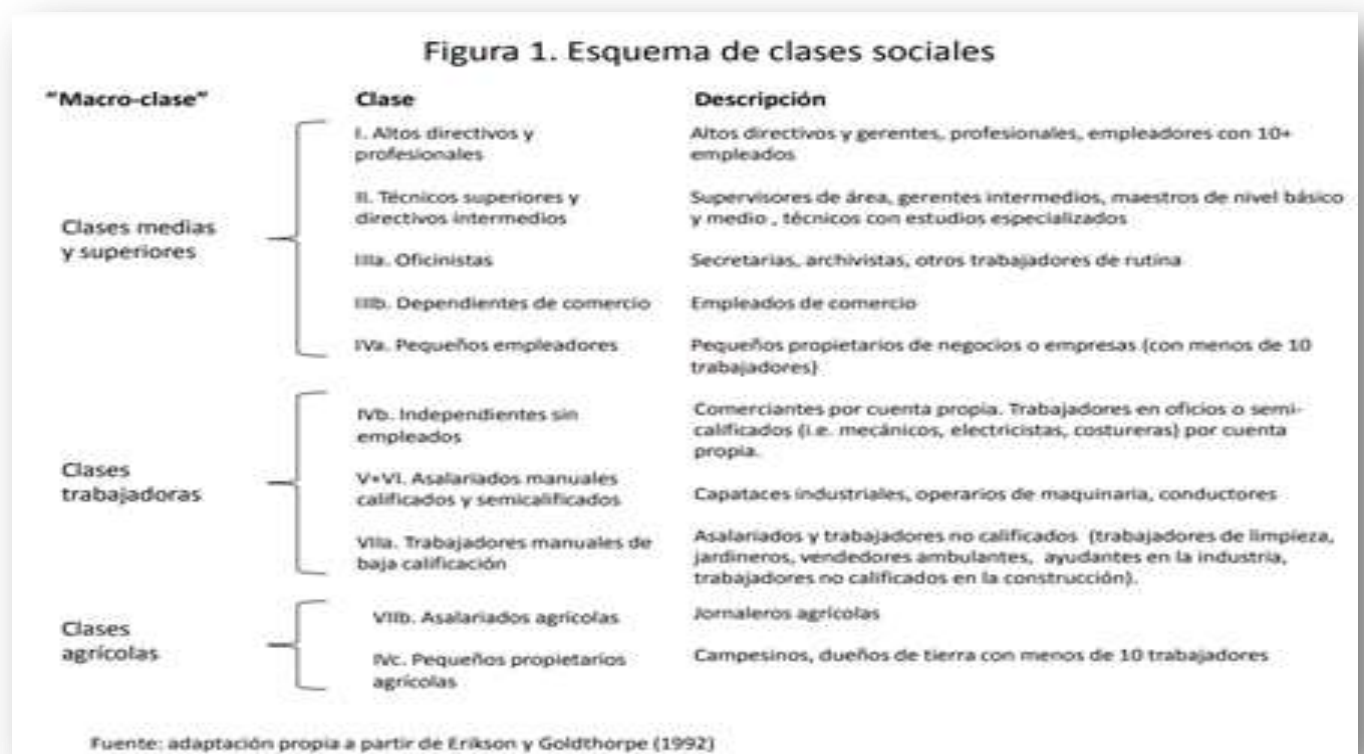 Figura 1. Esquema de clases sociales
"Macro-clase" Clase Descripción
I. Altos directivos y
profesionales
Altos directivos y gerentes, profesionales, empleadores con 10+
empleados
II. Técnicos superiores y
directivos intermedios
Supervisores de área, gerentes intermedios, maestros de nivel básico
y medio , técnicos con estudios especializados
Clases medias
y superiores
IIIa. Oficinistas
Secretarias, archivistas, otros trabajadores de rutina
IIIb. Dependientes de comercio
Empleados de comercio
IVa. Pequeños empleadores
Pequeños propietarios de negocios o empresas (con menos de 10
trabajadores)
IVb. Independientes sin
empleados
Comerciantes por cuenta propia. Trabajadores en oficios o semi-
calificados (i.e. mecánicos, electricistas, costureras) por cuenta
propia.
Clases
trabajadoras
V+VI. Asalariados manuales
calificados y semicalificados
Capataces industriales, operarios de maquinaria, conductores
VIIa. Trabajadores manuales de
baja calificación
Asalariados y trabajadores no calificados (trabajadores de limpieza,
jardineros, vendedores ambulantes, ayudantes en la industria,
trabajadores no calificados en la construcción).
Clases
agrícolas
VIIb. Asalariados agrícolas
Jornaleros agrícolas
IVc. Pequeños propietarios
agrícolas
Campesinos, dueños de tierra con menos de 10 trabajadores
Fuente: adaptación propia a partir de Erikson y Goldthorpe (1992)